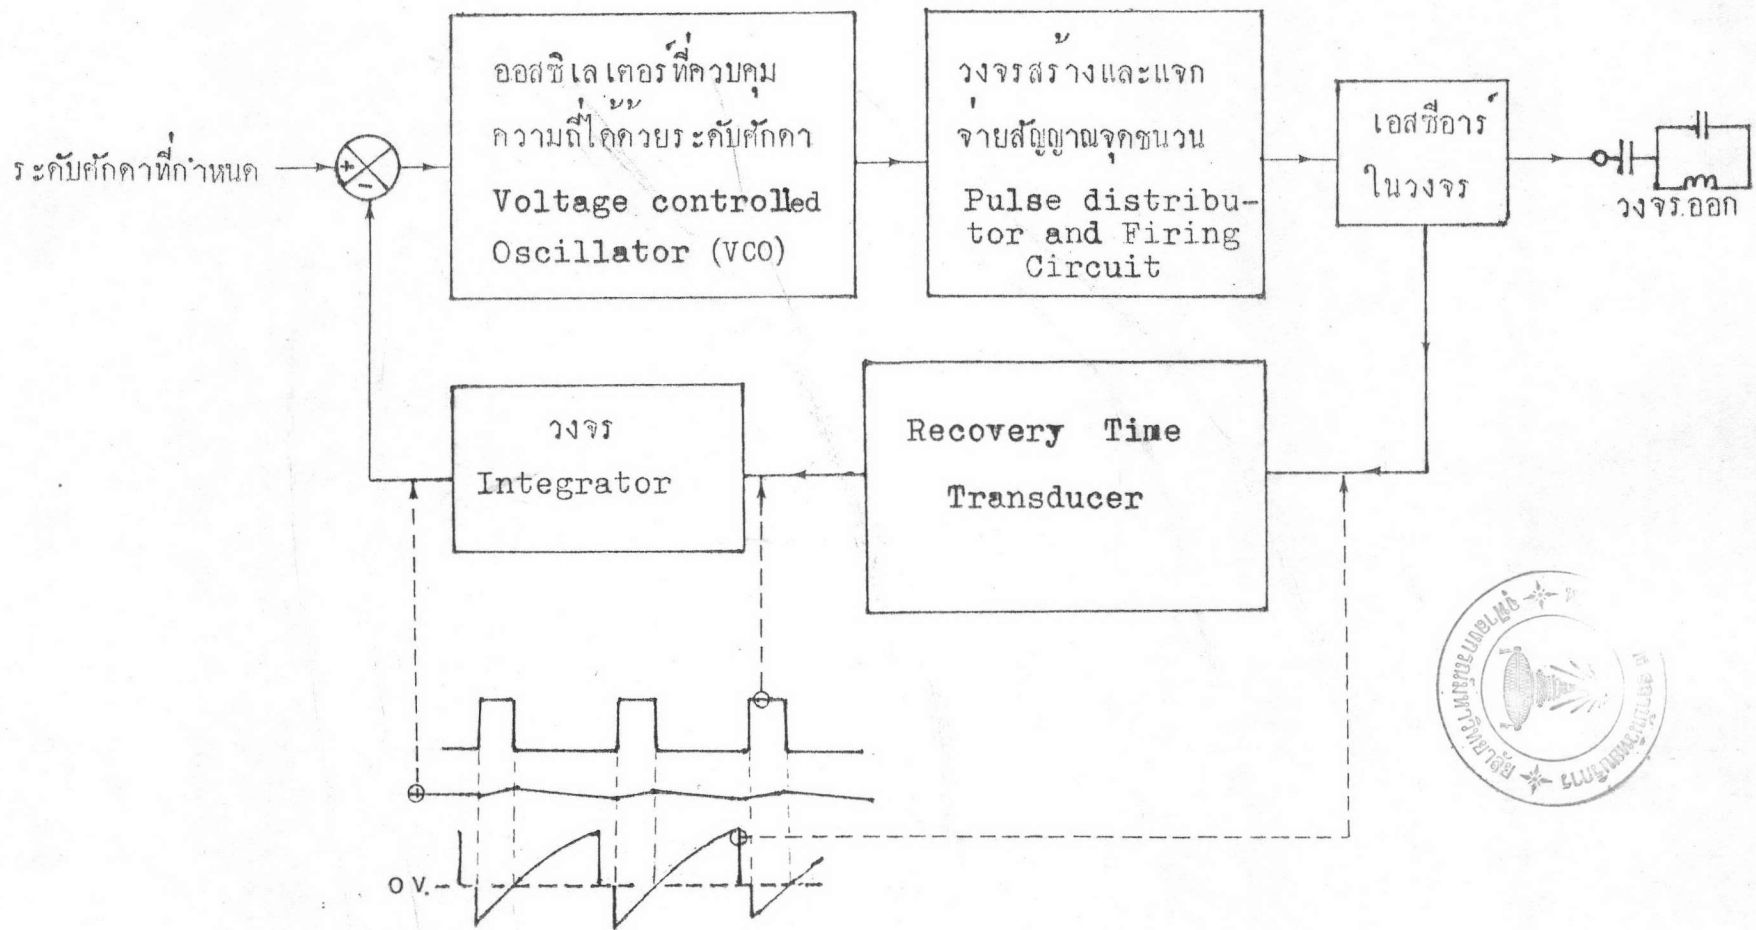 ระดับศักดาที่กำหนด
+
-
ออสซิเลเตอร์ที่ควบคุม
ความถี่ได้ด้วยระดับศักดา
Voltage controlled
Oscillator (VCO)
วงจรสร้างและแจก
จ่ายสัญญาณจุดชนวน
Pulse distribu-
tor and Firing
Circuit
เอสซีอาร์
ในวงจร
วงจรออก
วงจร
Integrator
Recovery Time
Transducer
0 V.